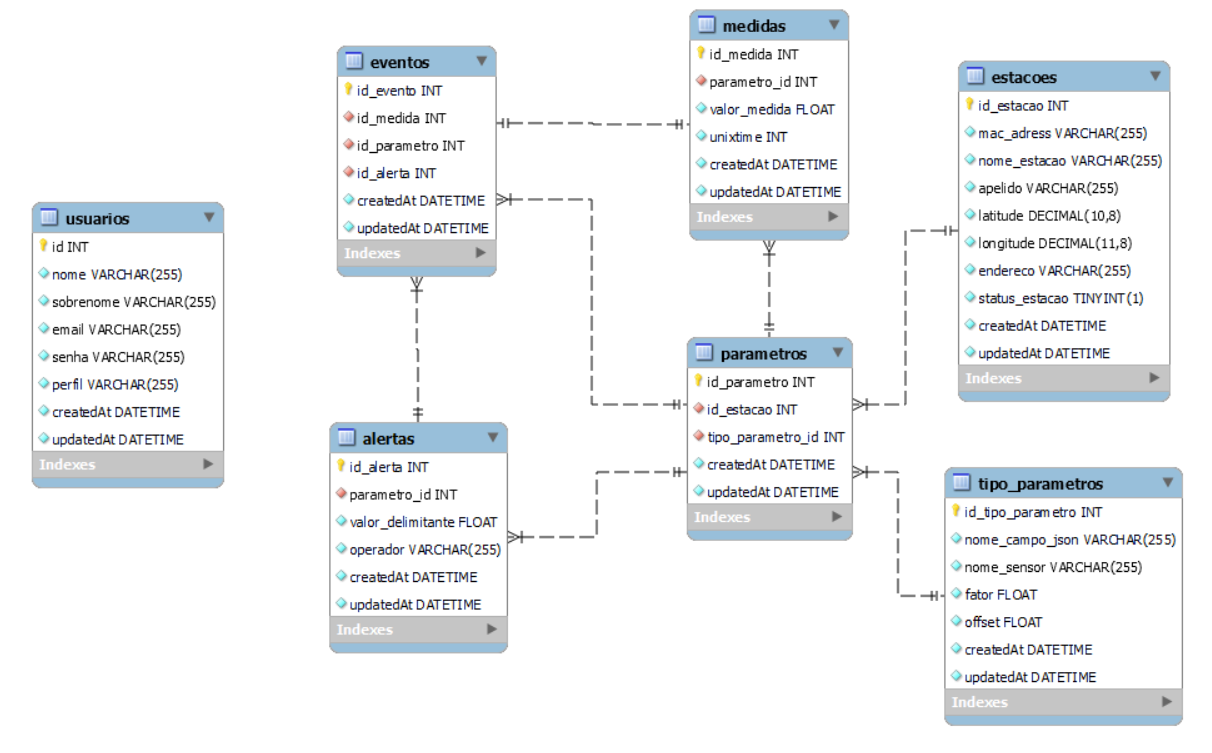 usuarios
id INT
nome VARCHAR(255)
sobrenome VARCHAR(255)
email VARCHAR(255)
senha VARCHAR(255)
perfil VARCHAR(255)
createdAt DATETIME
updatedAt DATETIME
Indexes
eventos
id_evento INT
id_medida INT
id_parametro INT
id_alerta INT
createdAt DATETIME
updatedAt DATETIME
Indexes
alertas
id_alerta INT
parametro_id INT
valor_delimitante FLOAT
operador VARCHAR(255)
createdAt DATETIME
updatedAt DATETIME
Indexes
medidas
id_medida INT
parametro_id INT
valor_medida FLOAT
unixtime INT
createdAt DATETIME
updatedAt DATETIME
Indexes
parametros
id_parametro INT
id_estacao INT
tipo_parametro_id INT
createdAt DATETIME
updatedAt DATETIME
Indexes
estacoes
id_estacao INT
mac_adress VARCHAR(255)
nome_estacao VARCHAR(255)
apelido VARCHAR(255)
latitude DECIMAL(10,8)
longitude DECIMAL(11,8)
endereco VARCHAR(255)
status_estacao TINYINT(1)
createdAt DATETIME
updatedAt DATETIME
Indexes
tipo_parametros
id_tipo_parametro INT
nome_campo_json VARCHAR(255)
nome_sensor VARCHAR(255)
fator FLOAT
offset FLOAT
createdAt DATETIME
updatedAt DATETIME
Indexes